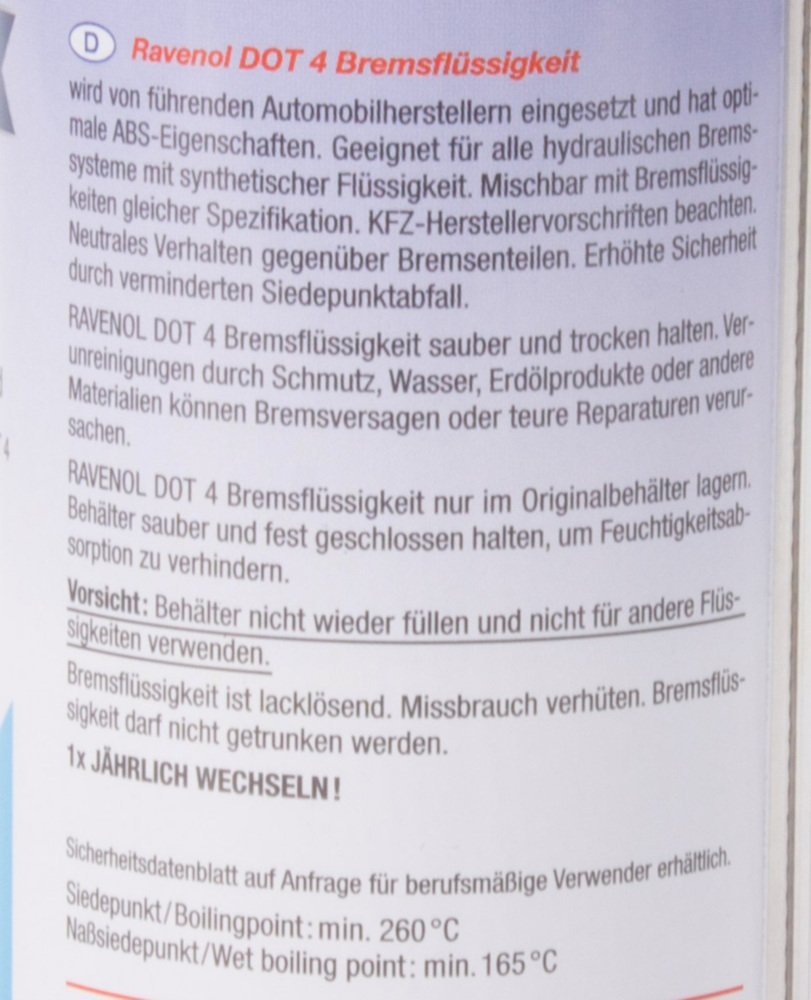 D Ravenol DOT 4 Bremsflüssigkeit
wird von führenden Automobilherstellern eingesetzt und hat opti-
male ABS-Eigenschaften. Geeignet für alle hydraulischen Brems-
systeme mit synthetischer Flüssigkeit. Mischbar mit Bremsflüssig-
keiten gleicher Spezifikation. KFZ-Herstellervorschriften beachten.
Neutrales Verhalten gegenüber Bremsenteilen. Erhöhte Sicherheit
durch verminderten Siedepunktabfall.
RAVENOL DOT 4 Bremsflüssigkeit sauber und trocken halten. Ver-
unreinigungen durch Schmutz, Wasser, Erdölprodukte oder andere
Materialien können Bremsversagen oder teure Reparaturen verur-
sachen.
RAVENOL DOT 4 Bremsflüssigkeit nur im Originalbehälter lagern.
Behälter sauber und fest geschlossen halten, um Feuchtigkeitsab-
sorption zu verhindern.
Vorsicht: Behälter nicht wieder füllen und nicht für andere Flüs-
sigkeiten verwenden.
Bremsflüssigkeit ist lacklösend. Missbrauch verhüten. Bremsflüs-
sigkeit darf nicht getrunken werden.
1x JÄHRLICH WECHSELN!
Sicherheitsdatenblatt auf Anfrage für berufsmäßige Verwender erhältlich.
Siedepunkt/Boilingpoint: min. 260°C
Naßsiedepunkt/Wet boiling point: min. 165°C